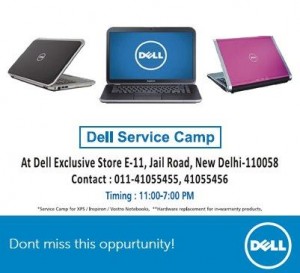 DELL
Dell Service Camp
At Dell Exclusive Store E-11, Jail Road, New Delhi-110058
Contact : 011-41055455, 41055456
Timing : 11:00-7:00 PM
*Service Camp for XPS / Inspiron / Vostro Notebooks, **Hardware replacement for in-warranty products,
Dont miss this oppurtunity!
DELL